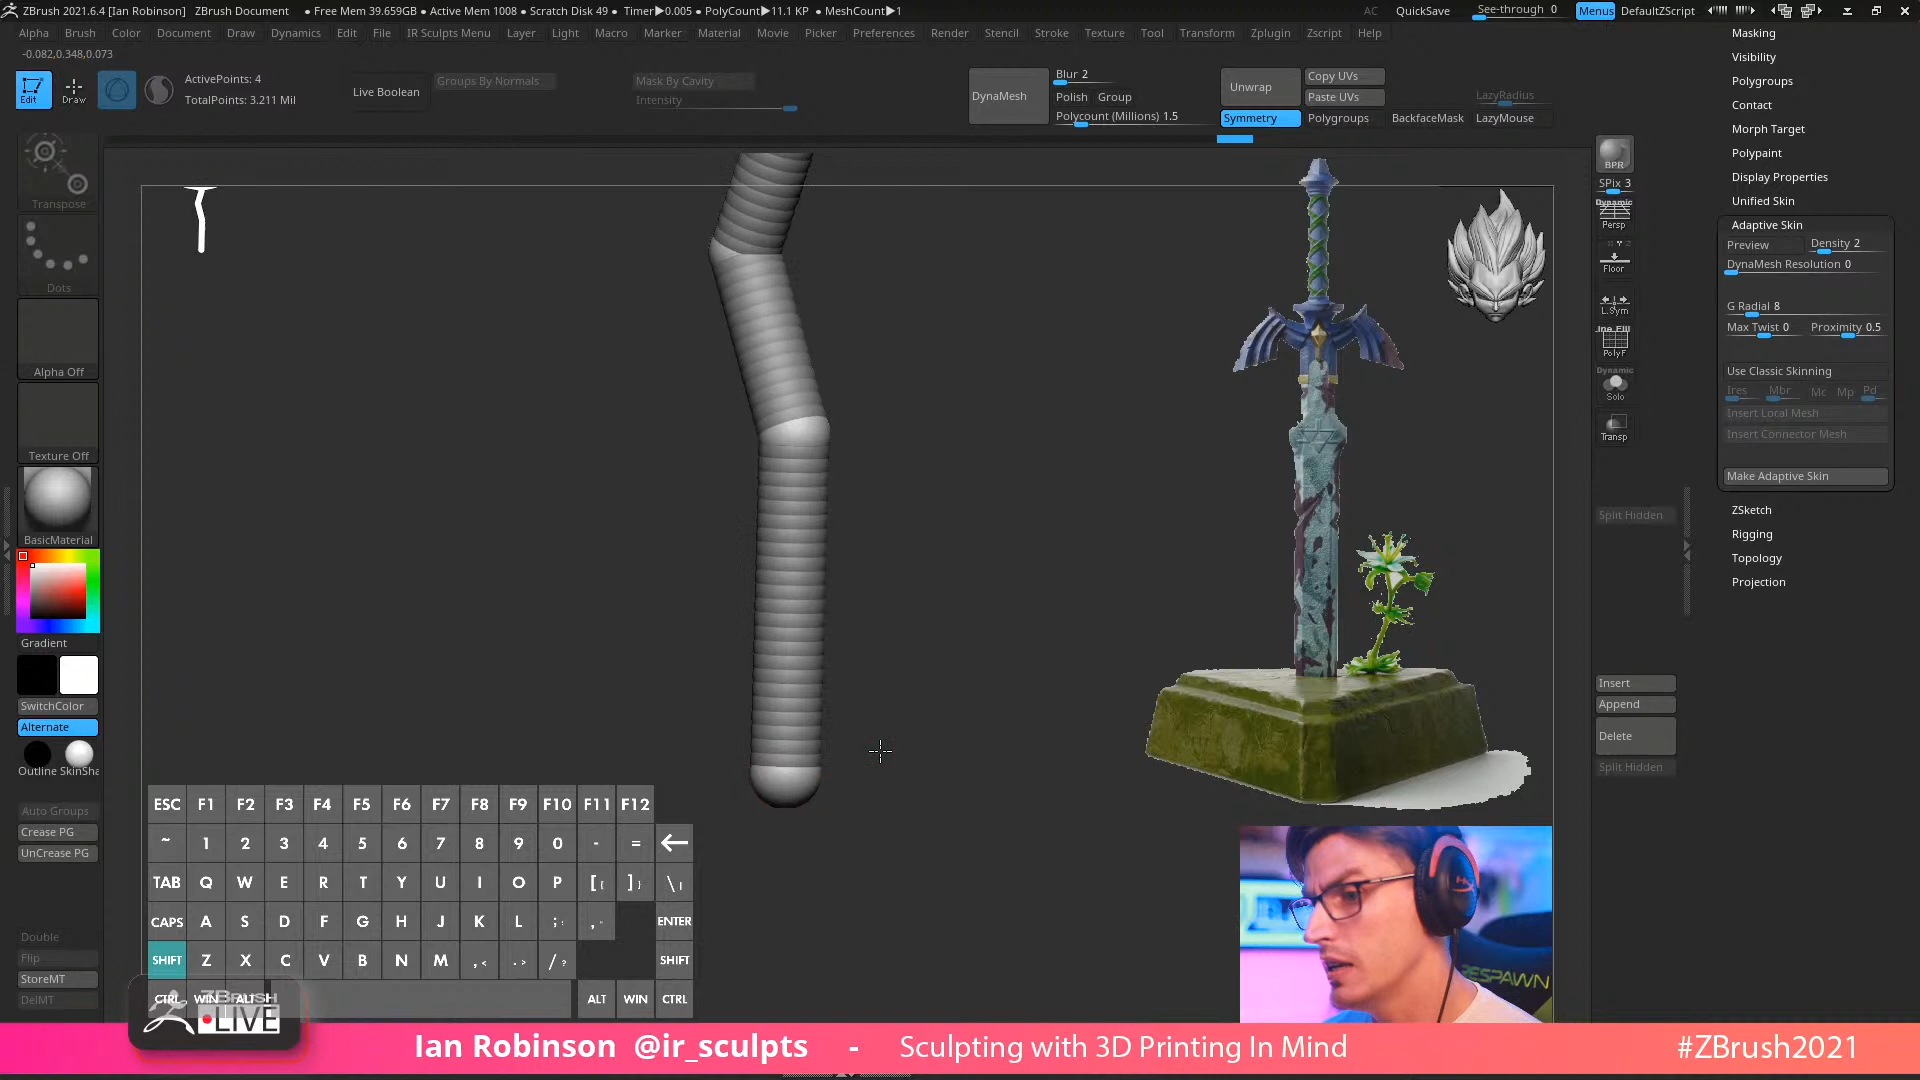 ZBrush 2021.6.4 [Ian Robinson] ZBrush Document ● Free Mem 39.659GB ● Active Mem 1008 ● Scratch Disk 49 ● Timer▶0.005 ● PolyCount▶11.1 KP ● MeshCount▶1 AC QuickSave See-through 0 Menus DefaultZScript
Alpha Brush Color Document Draw Dynamics Edit File IR Sculpts Menu Layer Light Macro Marker Material Movie Picker Preferences Render Stencil Stroke Texture Tool Transform Zplugin Zscript Help
-0.082,0.348,0.073
Edit Draw
ActivePoints: 4
TotalPoints: 3.211 Mil
Live Boolean
Groups By Normals
Mask By Cavity
Intensity
DynaMesh
Blur 2
Polish Group
Polycount (Millions) 1.5
Unwrap
Copy UVs
Paste UVs
Symmetry Polygroups BackfaceMask LazyMouse
LazyRadius
Transpose
Dots
Alpha Off
Texture Off
BasicMaterial
Gradient
SwitchColor
Alternate
Outline SkinSha
Auto Groups
Crease PG
UnCrease PG
Double
Flip
StoreMT
DelMT
BPR
SPix 3
Dynamic
Persp
Floor
L.Sym
Line Fill
PolyF
Dynamic
Solo
Transp
Split Hidden
Insert
Append
Delete
Split Hidden
Masking
Visibility
Polygroups
Contact
Morph Target
Polypaint
Display Properties
Unified Skin
Adaptive Skin
Preview Density 2
DynaMesh Resolution 0
G Radial 8
Max Twist 0 Proximity 0.5
Use Classic Skinning
Ires Mbr Mc Mp Pd
Insert Local Mesh
Insert Connector Mesh
Make Adaptive Skin
ZSketch
Rigging
Topology
Projection
ESC F1 F2 F3 F4 F5 F6 F7 F8 F9 F10 F11 F12
~ 1 2 3 4 5 6 7 8 9 0 - = ←
TAB Q W E R T Y U I O P [ { ] } \ |
CAPS A S D F G H J K L ; : , " ENTER
SHIFT Z X C V B N M , < . > / ? SHIFT
CTRL WIN ALT ALT WIN CTRL
ZBRUSH
LIVE
RESPAWN
Ian Robinson @ir_sculpts - Sculpting with 3D Printing In Mind #ZBrush2021